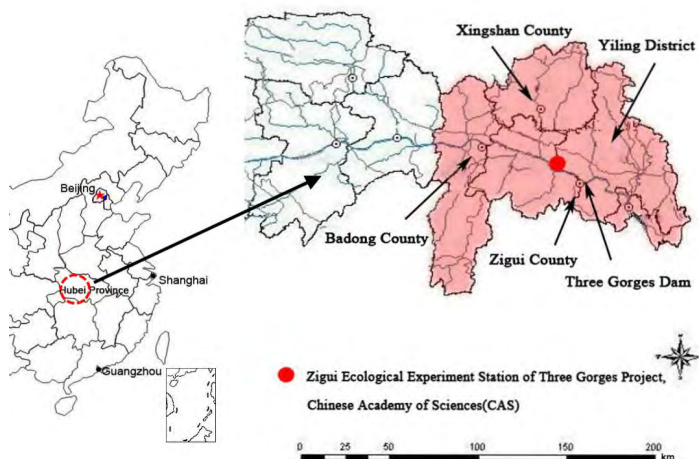 Xingshan County
Yiling District
Beijing
Badong County
Shanghai
Zigui County
Hubei Province
Three Gorges Dam
Guangzhou
Zigui Ecological Experiment Station of Three Gorges Project,
Chinese Academy of Sciences(CAS)
0 25 50 100 150 200
km